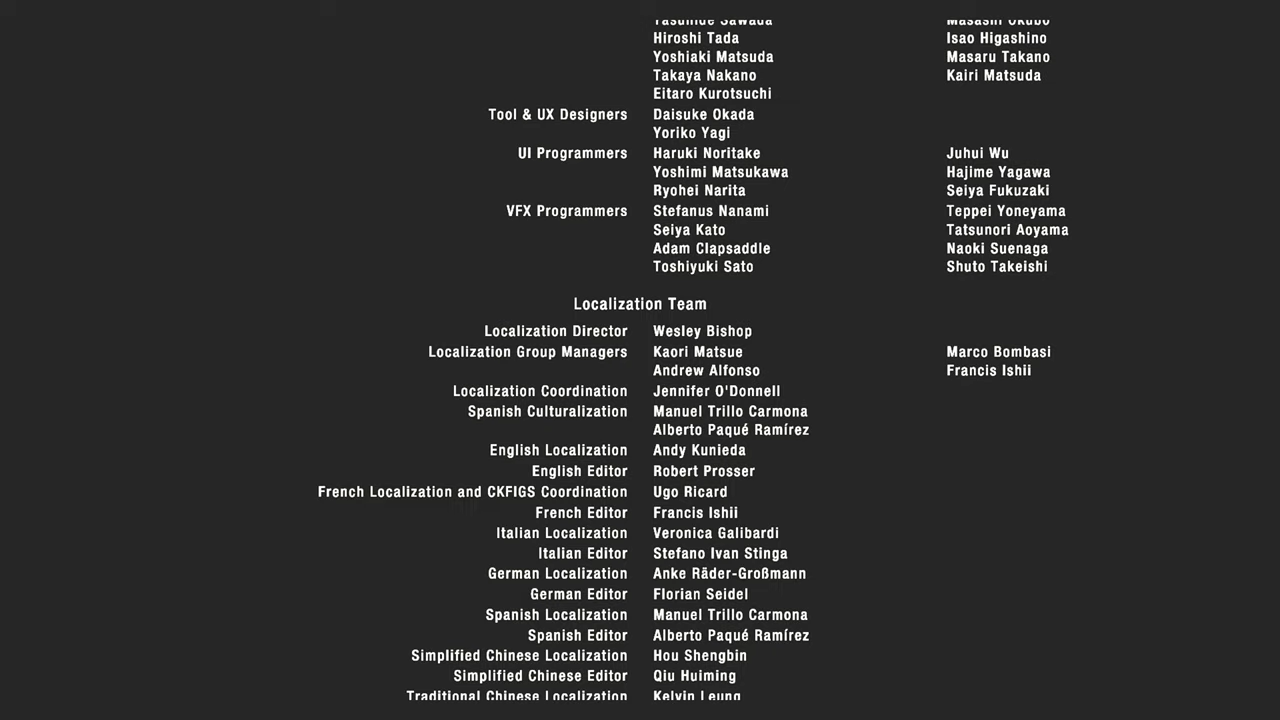 Yasuhide Sawada Masashi Okubo
Hiroshi Tada Isao Higashino
Yoshiaki Matsuda Masaru Takano
Takaya Nakano Kairi Matsuda
Eitaro Kurotsuchi
Tool & UX Designers Daisuke Okada
Yoriko Yagi
UI Programmers Haruki Noritake Juhui Wu
Yoshimi Matsukawa Hajime Yagawa
Ryohei Narita Seiya Fukuzaki
VFX Programmers Stefanus Nanami Teppei Yoneyama
Seiya Kato Tatsunori Aoyama
Adam Clapsaddle Naoki Suenaga
Toshiyuki Sato Shuto Takeishi
Localization Team
Localization Director Wesley Bishop
Localization Group Managers Kaori Matsue Marco Bombasi
Andrew Alfonso Francis Ishii
Localization Coordination Jennifer O'Donnell
Spanish Culturalization Manuel Trillo Carmona
Alberto Paqué Ramírez
English Localization Andy Kunieda
English Editor Robert Prosser
French Localization and CKFIGS Coordination Ugo Ricard
French Editor Francis Ishii
Italian Localization Veronica Galibardi
Italian Editor Stefano Ivan Stinga
German Localization Anke Räder-Großmann
German Editor Florian Seidel
Spanish Localization Manuel Trillo Carmona
Spanish Editor Alberto Paqué Ramírez
Simplified Chinese Localization Hou Shengbin
Simplified Chinese Editor Qiu Huiming
Traditional Chinese Localization Kelvin Leung